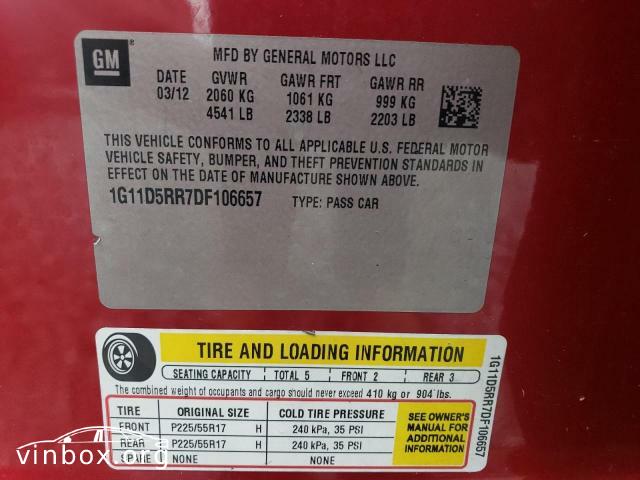 GM
MFD BY GENERAL MOTORS LLC
DATE GVWR GAWR FRT GAWR RR
03/12 2060 KG 1061 KG 999 KG
4541 LB 2338 LB 2203 LB
THIS VEHICLE CONFORMS TO ALL APPLICABLE U.S. FEDERAL MOTOR
VEHICLE SAFETY, BUMPER, AND THEFT PREVENTION STANDARDS IN
EFFECT ON THE DATE OF MANUFACTURE SHOWN ABOVE.
1G11D5RR7DF106657 TYPE: PASS CAR
TIRE AND LOADING INFORMATION
SEATING CAPACITY TOTAL 5 FRONT 2 REAR 3
The combined weight of occupants and cargo should never exceed 410 kg or 904 lbs.
TIRE ORIGINAL SIZE COLD TIRE PRESSURE
FRONT P225/55R17 H 240 kPa, 35 PSI
REAR P225/55R17 H 240 kPa, 35 PSI
SPARE NONE NONE
SEE OWNER'S
MANUAL FOR
ADDITIONAL
INFORMATION
1G11D5RR7DF106657
vinbox.org